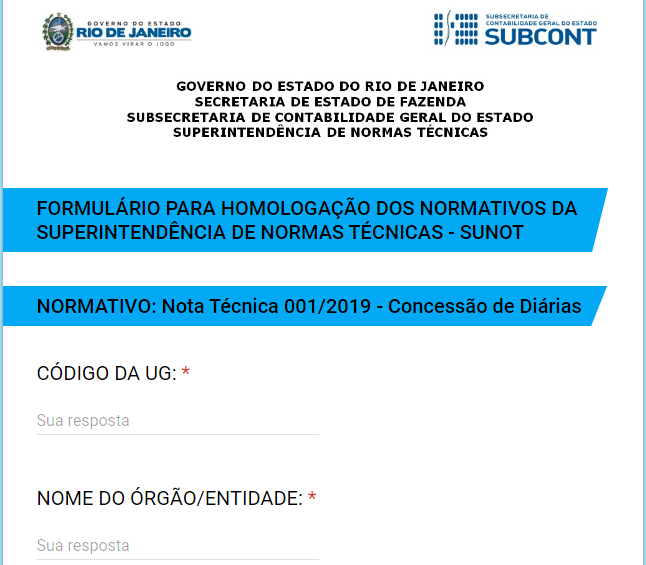 GOVERNO DO ESTADO
RIO DE JANEIRO
VAMOS VIRAR O JOGO
SUBSECRETARIA DE
CONTABILIDADE GERAL DO ESTADO
SUBCONT
GOVERNO DO ESTADO DO RIO DE JANEIRO
SECRETARIA DE ESTADO DE FAZENDA
SUBSECRETARIA DE CONTABILIDADE GERAL DO ESTADO
SUPERINTENDÊNCIA DE NORMAS TÉCNICAS
FORMULÁRIO PARA HOMOLOGAÇÃO DOS NORMATIVOS DA
SUPERINTENDÊNCIA DE NORMAS TÉCNICAS - SUNOT
NORMATIVO: Nota Técnica 001/2019 - Concessão de Diárias
CÓDIGO DA UG: *
Sua resposta
NOME DO ÓRGÃO/ENTIDADE: *
Sua resposta